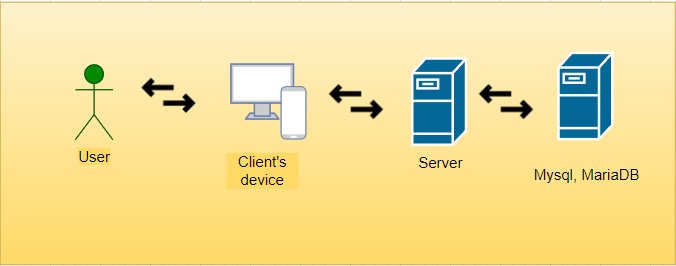 User
Client's
device
Server
Mysql, MariaDB